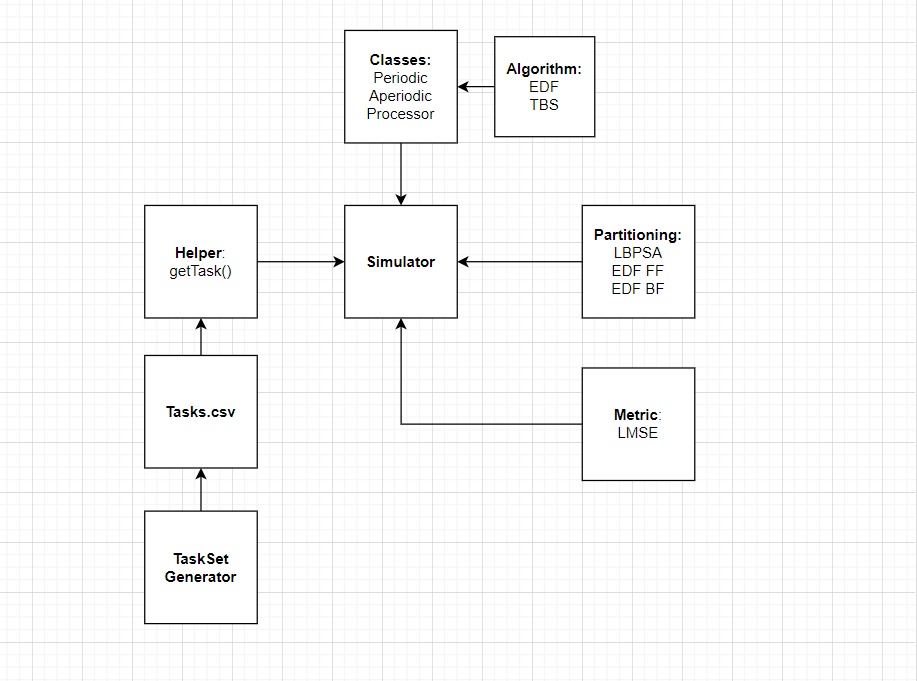 Classes:
Periodic
Aperiodic
Processor
Algorithm:
EDF
TBS
Helper:
getTask()
Simulator
Partitioning:
LBPSA
EDF FF
EDF BF
Tasks.csv
Metric:
LMSE
TaskSet
Generator